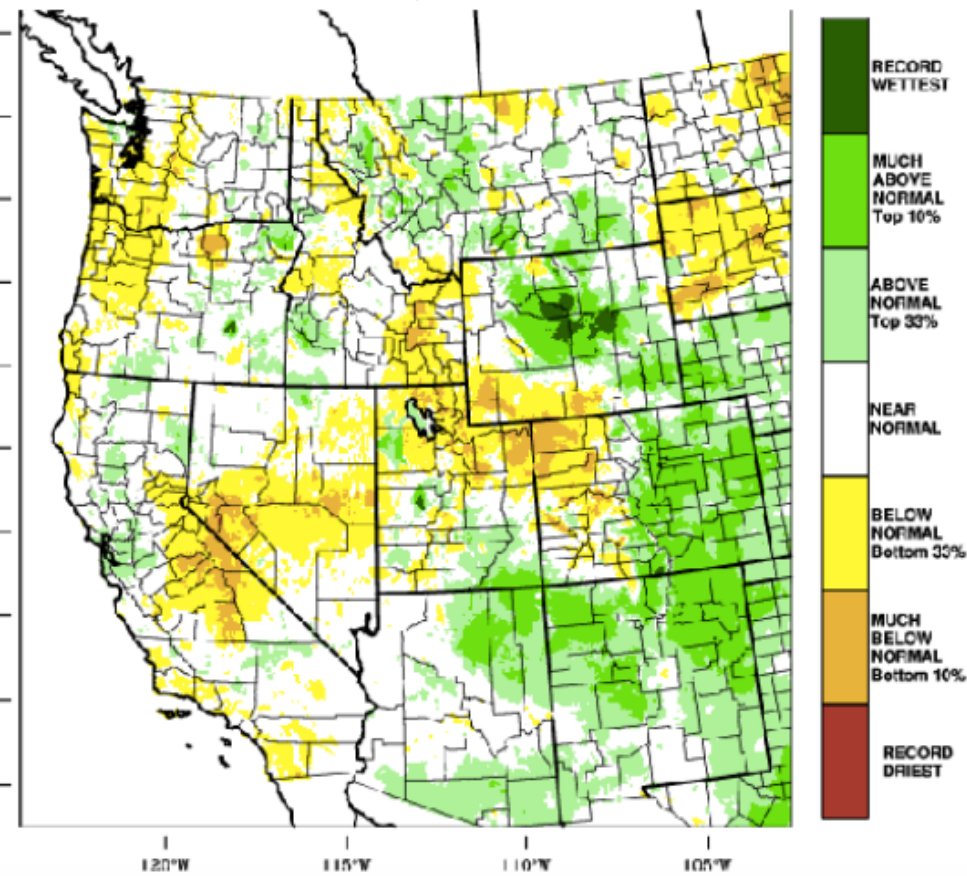 RECORD
WETTEST
MUCH
ABOVE
NORMAL
Top 10%
ABOVE
NORMAL
Top 33%
NEAR
NORMAL
BELOW
NORMAL
Bottom 33%
MUCH
BELOW
NORMAL
Bottom 10%
RECORD
DRIEST
120°W 115°W 110°W 105°W